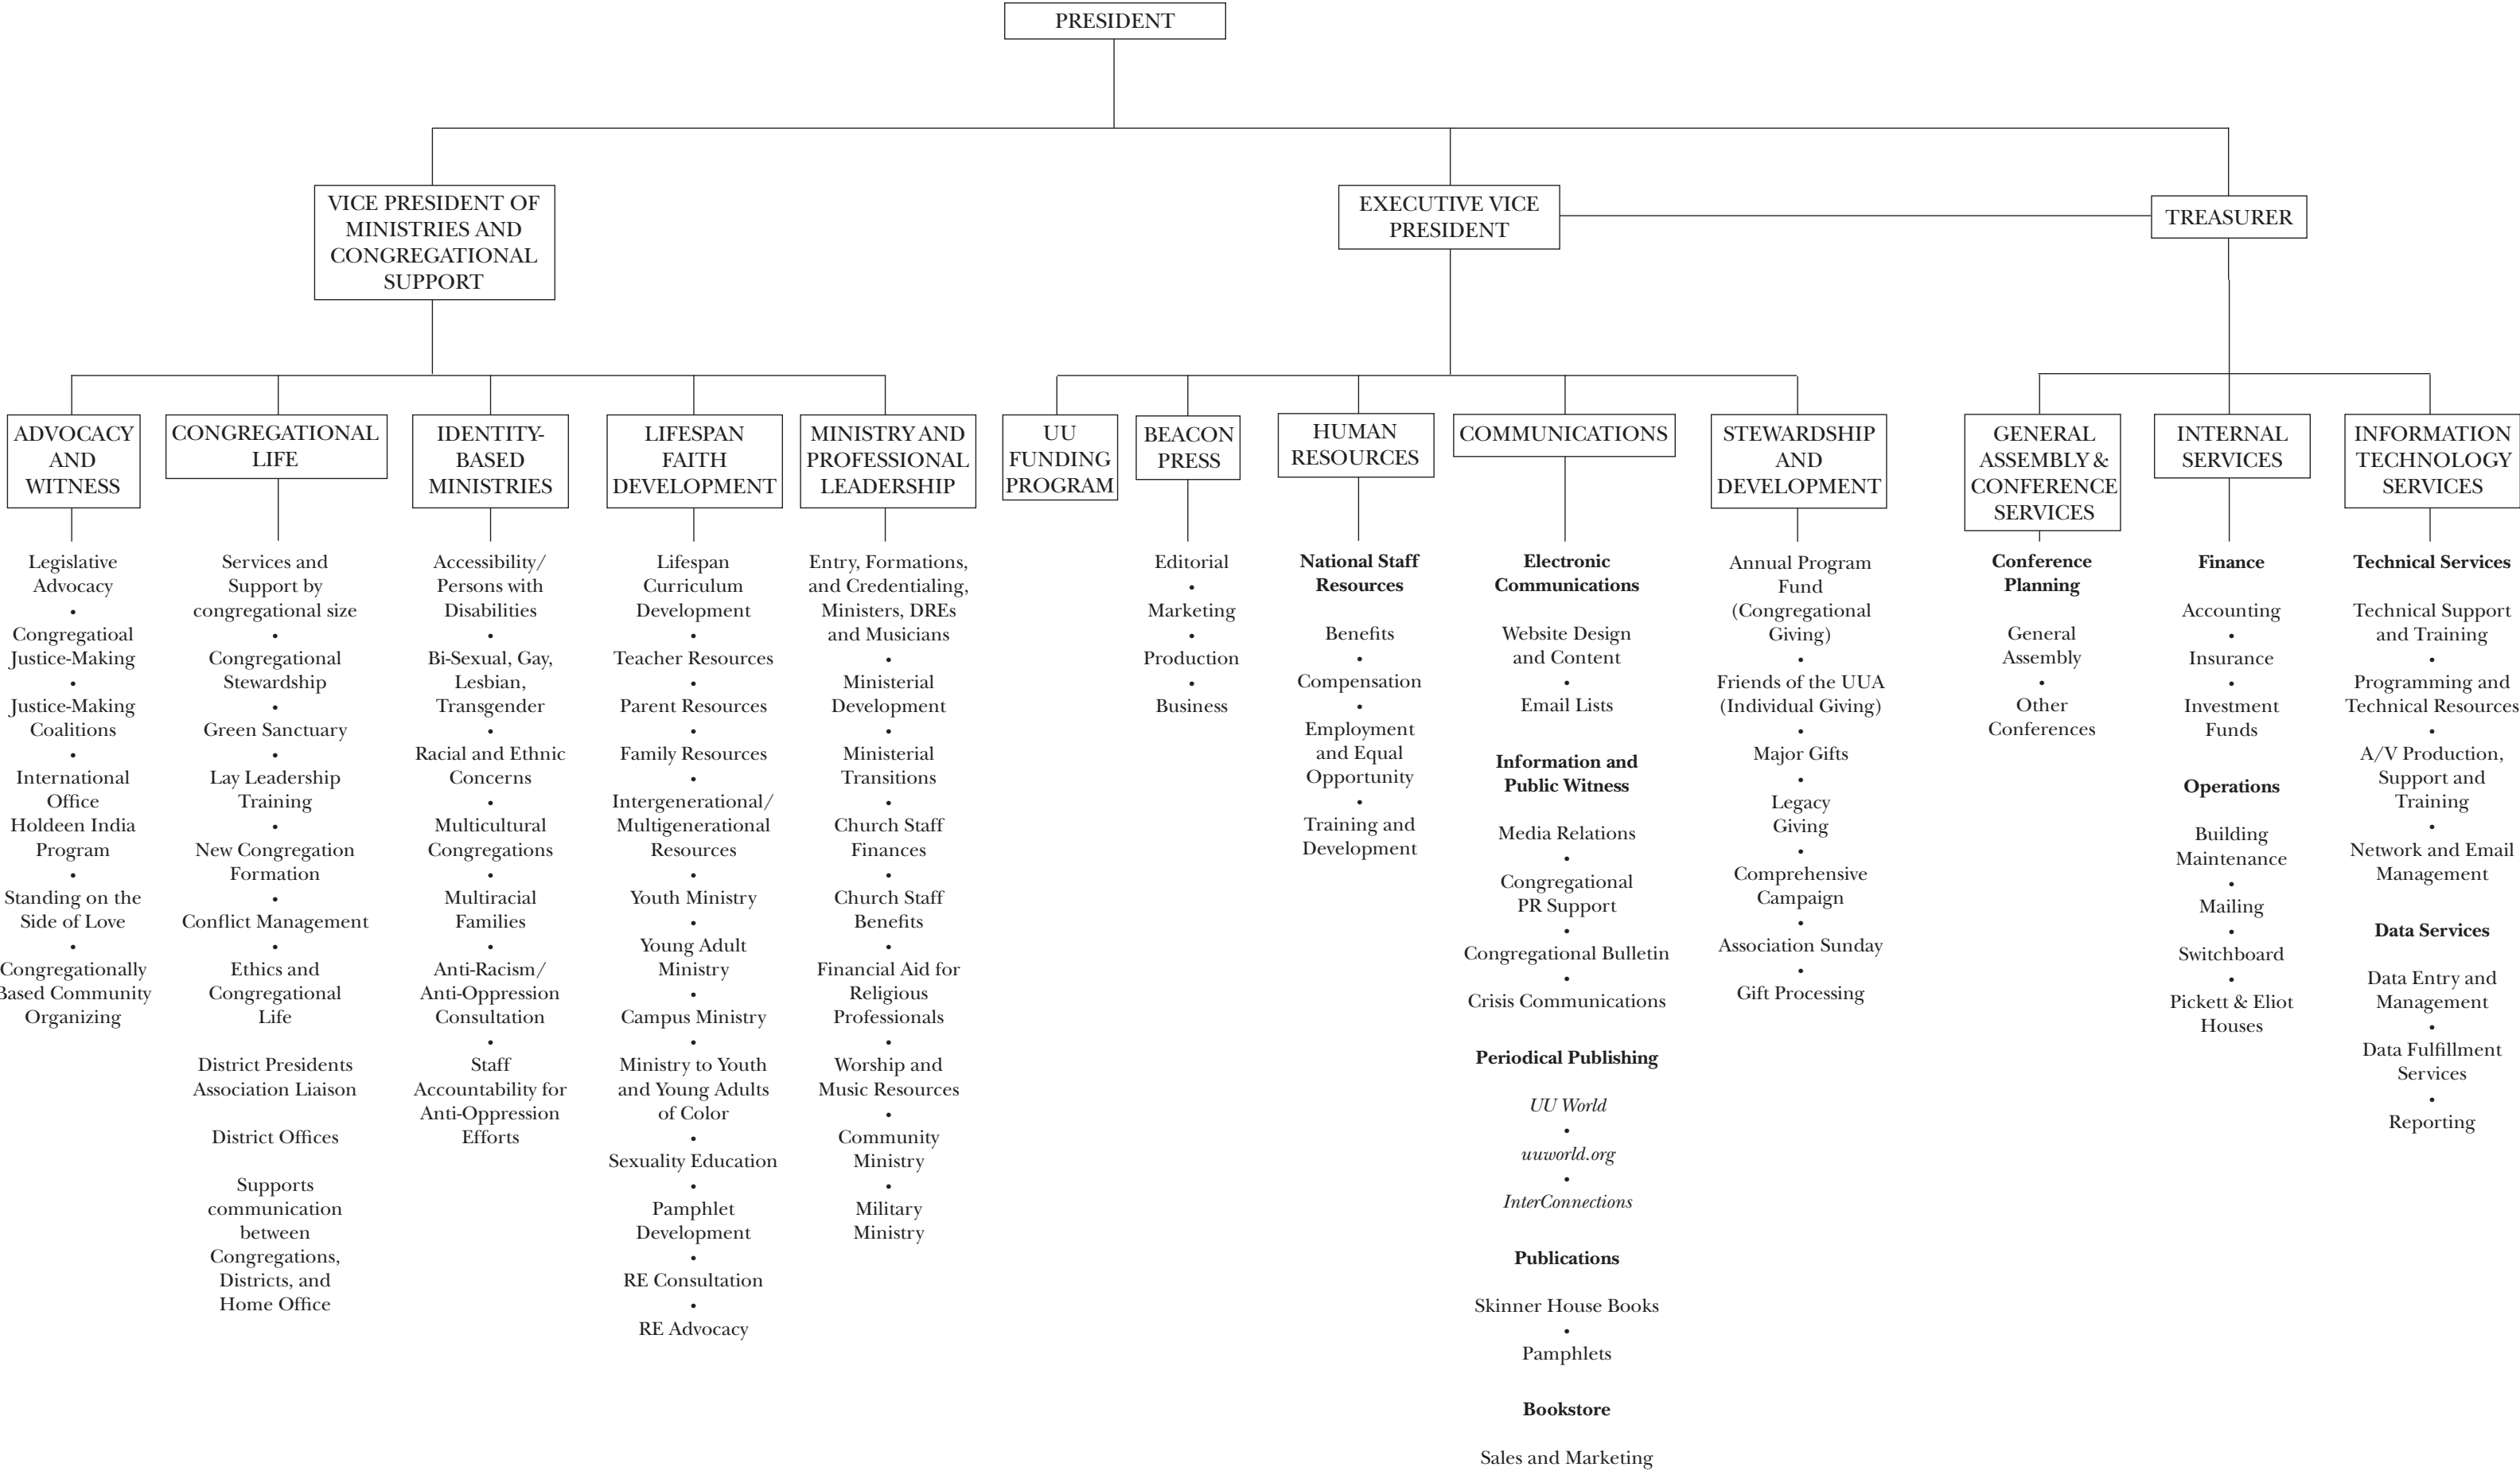 PRESIDENT
VICE PRESIDENT OF
MINISTRIES AND
CONGREGATIONAL
SUPPORT
EXECUTIVE VICE
PRESIDENT
TREASURER
ADVOCACY
AND
WITNESS
Legislative
Advocacy
•
Congregatioal
Justice-Making
•
Justice-Making
Coalitions
•
International
Office
Holdeen India
Program
•
Standing on the
Side of Love
•
Congregationally
Based Community
Organizing
CONGREGATIONAL
LIFE
Services and
Support by
congregational size
•
Congregational
Stewardship
•
Green Sanctuary
•
Lay Leadership
Training
•
New Congregation
Formation
•
Conflict Management
•
Ethics and
Congregational
Life
District Presidents
Association Liaison
District Offices
Supports
communication
between
Congregations,
Districts, and
Home Office
IDENTITY-
BASED
MINISTRIES
Accessibility/
Persons with
Disabilities
•
Bi-Sexual, Gay,
Lesbian,
Transgender
•
Racial and Ethnic
Concerns
•
Multicultural
Congregations
•
Multiracial
Families
•
Anti-Racism/
Anti-Oppression
Consultation
•
Staff
Accountability for
Anti-Oppression
Efforts
LIFESPAN
FAITH
DEVELOPMENT
Lifespan
Curriculum
Development
•
Teacher Resources
•
Parent Resources
•
Family Resources
•
Intergenerational/
Multigenerational
Resources
•
Youth Ministry
•
Young Adult
Ministry
•
Campus Ministry
•
Ministry to Youth
and Young Adults
of Color
•
Sexuality Education
•
Pamphlet
Development
•
RE Consultation
•
RE Advocacy
MINISTRY AND
PROFESSIONAL
LEADERSHIP
Entry, Formations,
and Credentialing,
Ministers, DREs
and Musicians
•
Ministerial
Development
•
Ministerial
Transitions
•
Church Staff
Finances
•
Church Staff
Benefits
•
Financial Aid for
Religious
Professionals
•
Worship and
Music Resources
•
Community
Ministry
•
Military
Ministry
UU
FUNDING
PROGRAM
BEACON
PRESS
Editorial
•
Marketing
•
Production
•
Business
HUMAN
RESOURCES
National Staff
Resources
Benefits
•
Compensation
•
Employment
and Equal
Opportunity
•
Training and
Development
COMMUNICATIONS
Electronic
Communications
Website Design
and Content
•
Email Lists
Information and
Public Witness
Media Relations
•
Congregational
PR Support
•
Congregational Bulletin
•
Crisis Communications
Periodical Publishing
UU World
•
uuworld.org
•
InterConnections
Publications
Skinner House Books
•
Pamphlets
Bookstore
Sales and Marketing
STEWARDSHIP
AND
DEVELOPMENT
Annual Program
Fund
(Congregational
Giving)
•
Friends of the UUA
(Individual Giving)
•
Major Gifts
•
Legacy
Giving
•
Comprehensive
Campaign
•
Association Sunday
•
Gift Processing
GENERAL
ASSEMBLY &
CONFERENCE
SERVICES
Conference
Planning
General
Assembly
•
Other
Conferences
INTERNAL
SERVICES
Finance
Accounting
•
Insurance
•
Investment
Funds
Operations
Building
Maintenance
•
Mailing
•
Switchboard
•
Pickett & Eliot
Houses
INFORMATION
TECHNOLOGY
SERVICES
Technical Services
Technical Support
and Training
•
Programming and
Technical Resources
•
A/V Production,
Support and
Training
•
Network and Email
Management
Data Services
Data Entry and
Management
•
Data Fulfillment
Services
•
Reporting